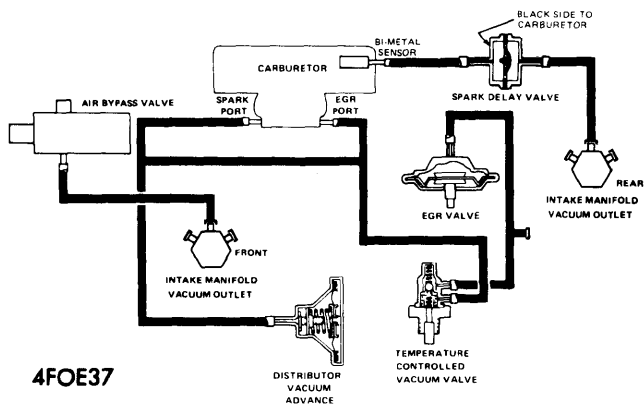 BLACK SIDE TO
CARBURETOR
BI-METAL
SENSOR
CARBURETOR
AIR BYPASS VALVE
SPARK
PORT
EGR
PORT
SPARK DELAY VALVE
REAR
EGR VALVE
INTAKE MANIFOLD
VACUUM OUTLET
FRONT
INTAKE MANIFOLD
VACUUM OUTLET
TEMPERATURE
CONTROLLED
VACUUM VALVE
DISTRIBUTOR
VACUUM
ADVANCE
4FOE37